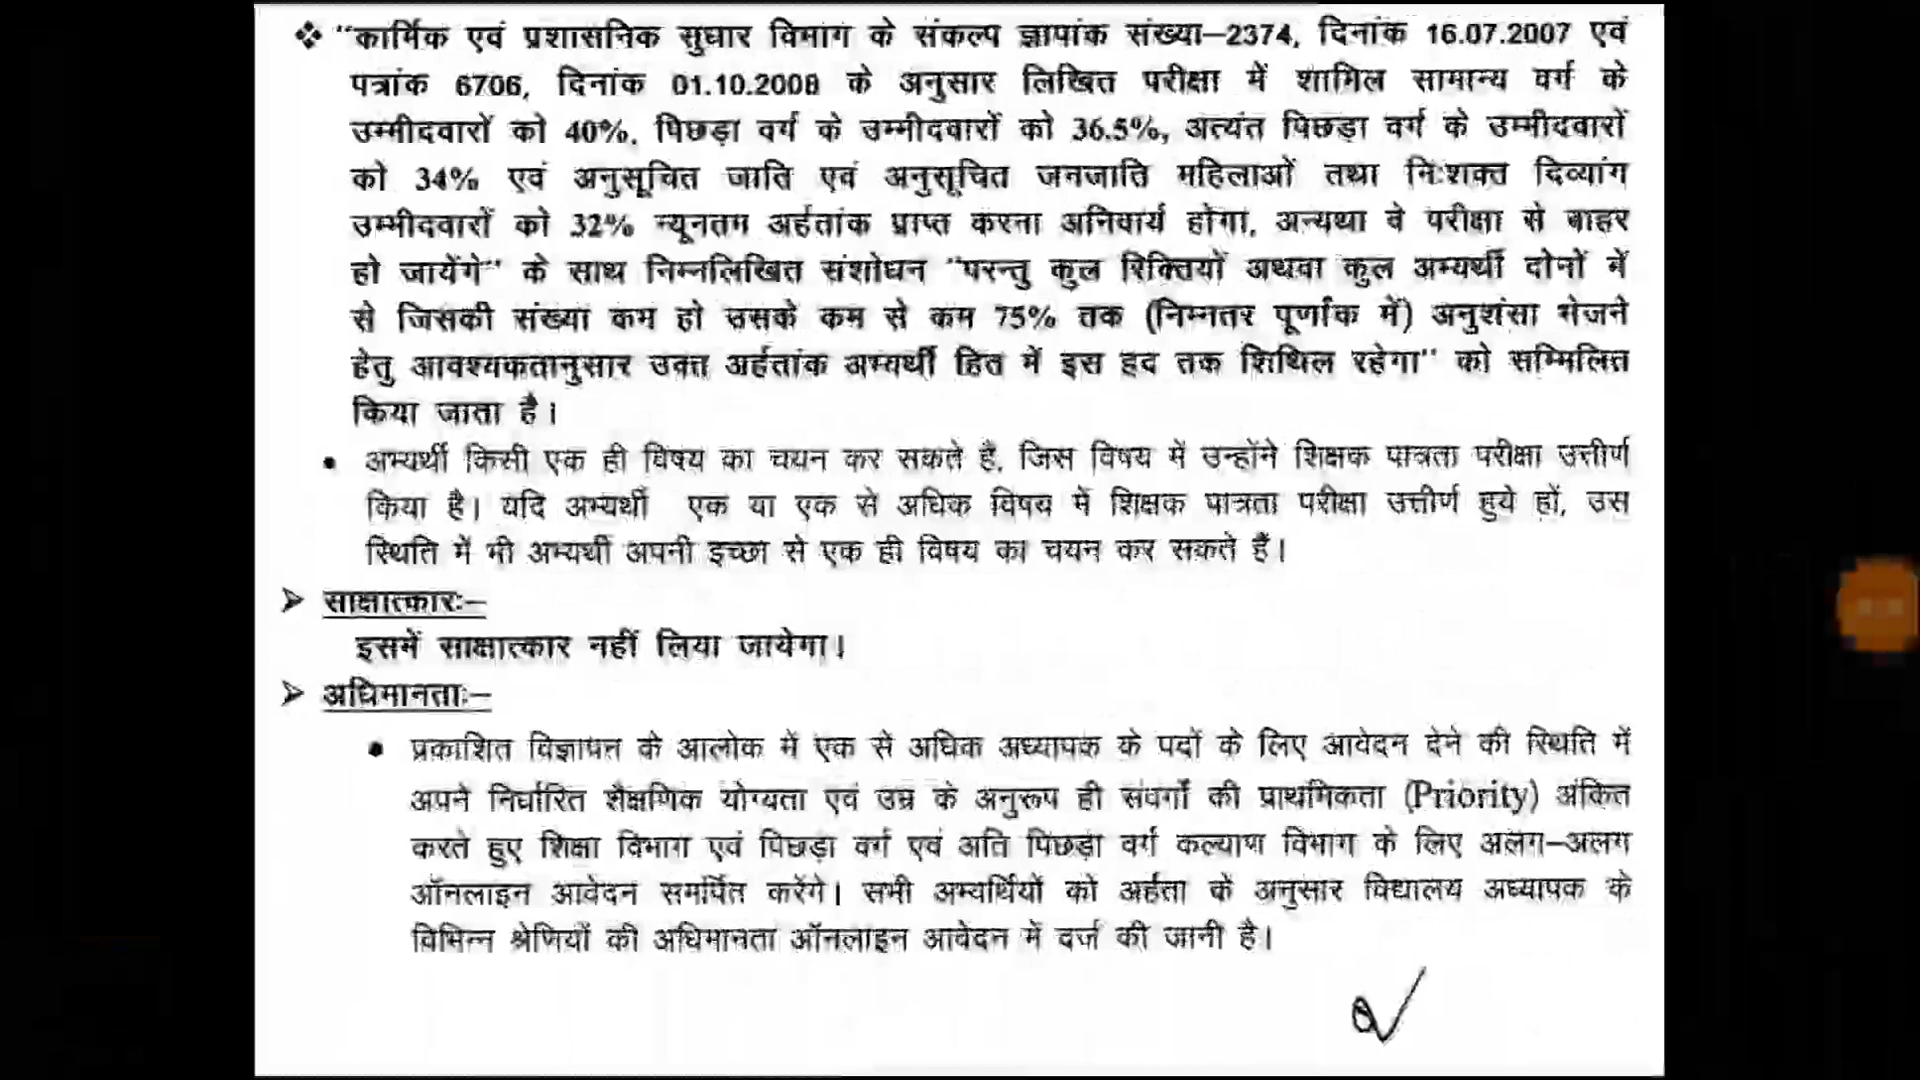 ❖ "कार्मिक एवं प्रशासनिक सुधार विभाग के संकल्प ज्ञापांक संख्या–2374, दिनांक 16.07.2007 एवं
पत्रांक 6706, दिनांक 01.10.2008 के अनुसार लिखित परीक्षा में शामिल सामान्य वर्ग के
उम्मीदवारों को 40%, पिछड़ा वर्ग के उम्मीदवारों को 36.5%, अत्यंत पिछड़ा वर्ग के उम्मीदवारों
को 34% एवं अनुसूचित जाति एवं अनुसूचित जनजाति महिलाओं तथा निःशक्त दिव्यांग
उम्मीदवारों को 32% न्यूनतम अर्हतांक प्राप्त करना अनिवार्य होगा, अन्यथा वे परीक्षा से बाहर
हो जायेंगे" के साथ निम्नलिखित संशोधन "परन्तु कुल रिक्तियों अथवा कुल अभ्यर्थी दोनों में
से जिसकी संख्या कम हो उसके कम से कम 75% तक (निम्नतर पूर्णांक में) अनुशंसा भेजने
हेतु आवश्यकतानुसार उक्त अर्हतांक अभ्यर्थी हित में इस हद तक शिथिल रहेगा" को सम्मिलित
किया जाता है।
• अभ्यर्थी किसी एक ही विषय का चयन कर सकते हैं, जिस विषय में उन्होंने शिक्षक पात्रता परीक्षा उत्तीर्ण
किया है। यदि अभ्यर्थी एक या एक से अधिक विषय में शिक्षक पात्रता परीक्षा उत्तीर्ण हुये हों, उस
स्थिति में भी अभ्यर्थी अपनी इच्छा से एक ही विषय का चयन कर सकते हैं।
➢ साक्षात्कारः–
इसमें साक्षात्कार नहीं लिया जायेगा।
➢ अधिमानताः–
• प्रकाशित विज्ञापन के आलोक में एक से अधिक अध्यापक के पदों के लिए आवेदन देने की स्थिति में
अपने निर्धारित शैक्षणिक योग्यता एवं उम्र के अनुरूप ही संवर्गों की प्राथमिकता (Priority) अंकित
करते हुए शिक्षा विभाग एवं पिछड़ा वर्ग एवं अति पिछड़ा वर्ग कल्याण विभाग के लिए अलग–अलग
ऑनलाइन आवेदन समर्पित करेंगे। सभी अभ्यर्थियों को अर्हता के अनुसार विद्यालय अध्यापक के
विभिन्न श्रेणियों की अधिमानता ऑनलाइन आवेदन में दर्ज की जानी है।